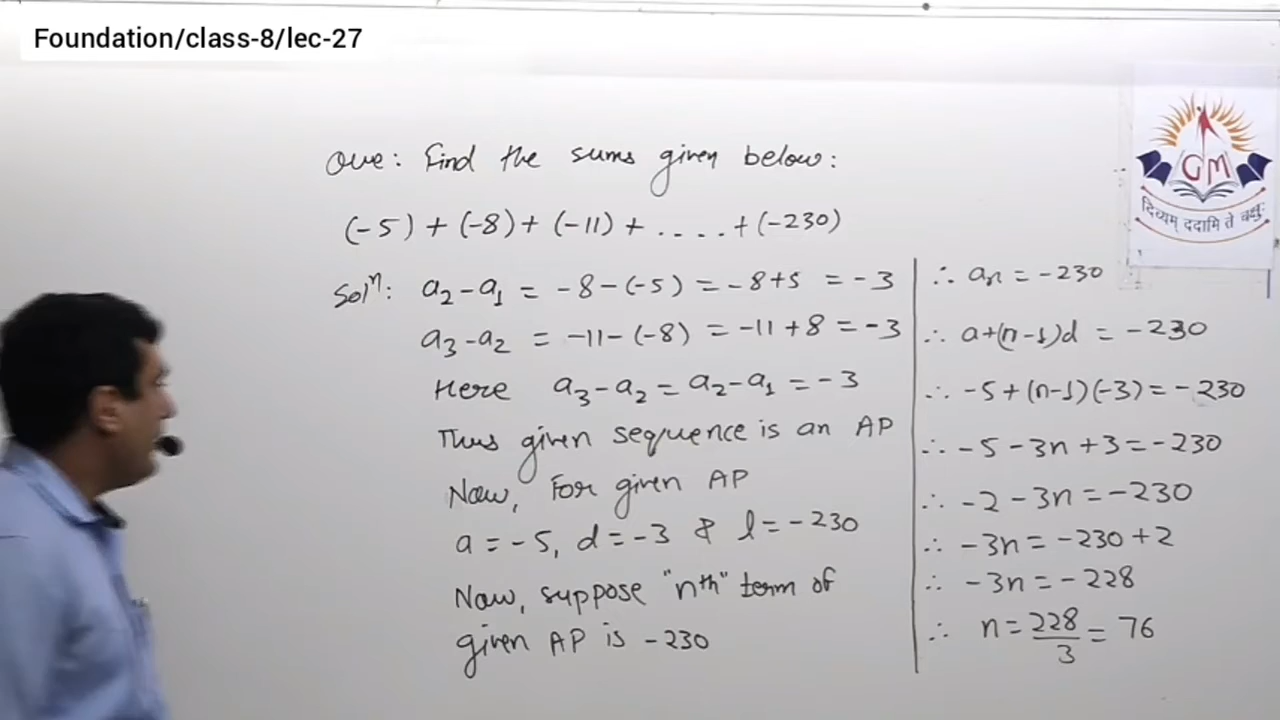 Foundation/class-8/lec-27
Que: Find the sums given below:
(-5) + (-8) + (-11) + ..... + (-230)
Solⁿ: a₂-a₁ = -8-(-5) = -8+5 = -3
a₃-a₂ = -11-(-8) = -11+8 = -3
Here a₃-a₂ = a₂-a₁ = -3
Thus given sequence is an AP
Now, For given AP
a = -5, d = -3 & l = -230
Now, suppose "nᵗʰ" term of
given AP is -230
∴ aₙ = -230
∴ a+(n-1)d = -230
∴ -5+(n-1)(-3) = -230
∴ -5-3n+3 = -230
∴ -2-3n = -230
∴ -3n = -230+2
∴ -3n = -228
∴ n = 228/3 = 76
GM
दिव्यम् ददामि ते चक्षुः